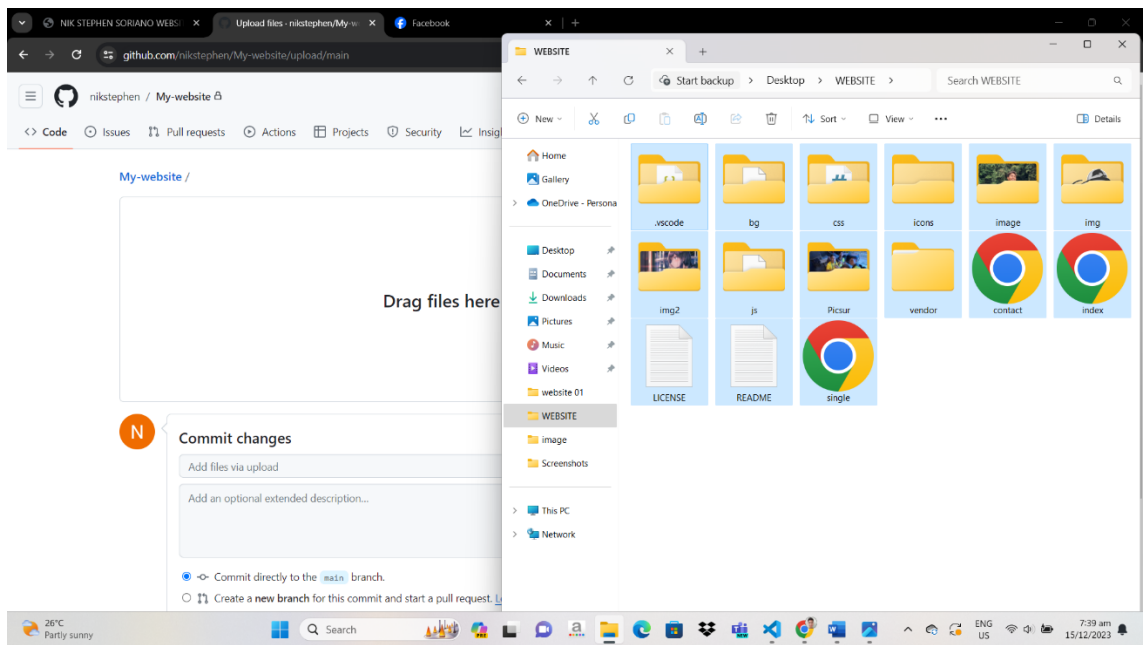 NIK STEPHEN SORIANO WEBS
Upload files · nikstephen/My-w
Facebook
github.com/nikstephen/My-website/upload/main
nikstephen / My-website
Code Issues Pull requests Actions Projects Security Insig
My-website /
Drag files here
N
Commit changes
Add files via upload
Add an optional extended description...
Commit directly to the main branch.
Create a new branch for this commit and start a pull request.
WEBSITE
Start backup > Desktop > WEBSITE >
Search WEBSITE
New Sort View ... Details
Home
Gallery
OneDrive - Persona
Desktop
Documents
Downloads
Pictures
Music
Videos
website 01
WEBSITE
image
Screenshots
This PC
Network
.vscode bg css icons image img
img2 js Picsur vendor contact index
LICENSE README single
26°C
Partly sunny
Search
ENG
US
7:39 am
15/12/2023